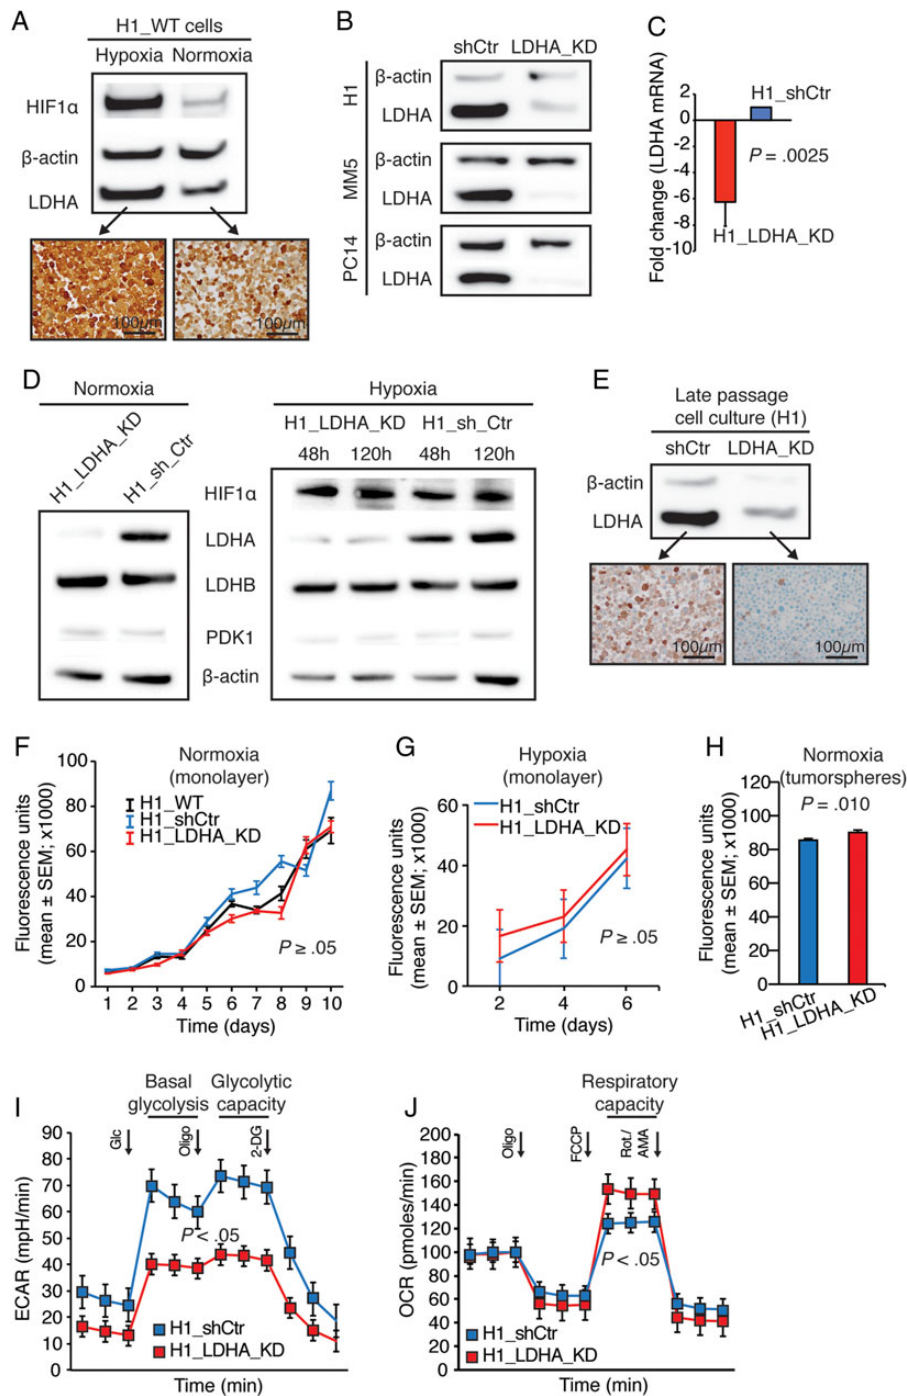 A
H1_WT cells
Hypoxia Normoxia
HIF1α
β-actin
LDHA
100μm
100μm
B
shCtr LDHA_KD
H1
β-actin
LDHA
MM5
β-actin
LDHA
PC14
β-actin
LDHA
C
Fold change (LDHA mRNA)
2
0
-2
-4
-6
-8
-10
H1_shCtr
P = .0025
H1_LDHA_KD
D
Normoxia
H1_LDHA_KD
H1_sh_Ctr
Hypoxia
H1_LDHA_KD H1_sh_Ctr
48h 120h 48h 120h
HIF1α
LDHA
LDHB
PDK1
β-actin
E
Late passage
cell culture (H1)
shCtr LDHA_KD
β-actin
LDHA
100μm
100μm
F
Normoxia
(monolayer)
H1_WT
H1_shCtr
H1_LDHA_KD
Fluorescence units
(mean ± SEM; x1000)
100
80
60
40
20
0
P ≥ .05
1 2 3 4 5 6 7 8 9 10
Time (days)
G
Hypoxia
(monolayer)
H1_shCtr
H1_LDHA_KD
Fluorescence units
(mean ± SEM; x1000)
60
40
20
0
P ≥ .05
2 4 6
Time (days)
H
Normoxia
(tumorspheres)
P = .010
Fluorescence units
(mean ± SEM; x1000)
120
100
80
60
40
20
0
H1_shCtr
H1_LDHA_KD
I
Basal
glycolysis
Glycolytic
capacity
Glc
Oligo
2-DG
ECAR (mpH/min)
90
80
70
60
50
40
30
20
10
0
P < .05
H1_shCtr
H1_LDHA_KD
Time (min)
J
Respiratory
capacity
Oligo
FCCP
Rot./
AMA
OCR (pmoles/min)
200
180
160
140
120
100
80
60
40
20
0
P < .05
H1_shCtr
H1_LDHA_KD
Time (min)